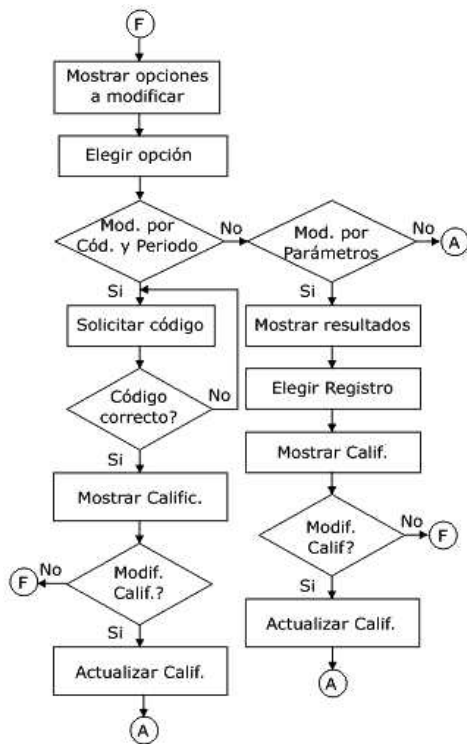 F
Mostrar opciones
a modificar
Elegir opción
Mod. por
Cód. y Periodo
No
Mod. por
Parámetros
No
A
Si
Si
Solicitar código
Mostrar resultados
Código
correcto?
No
Elegir Registro
Si
Mostrar Calif.
Mostrar Calific.
Modif.
Calif?
No
F
F
No
Modif.
Calif.?
Si
Si
Actualizar Calif.
Actualizar Calif.
A
A